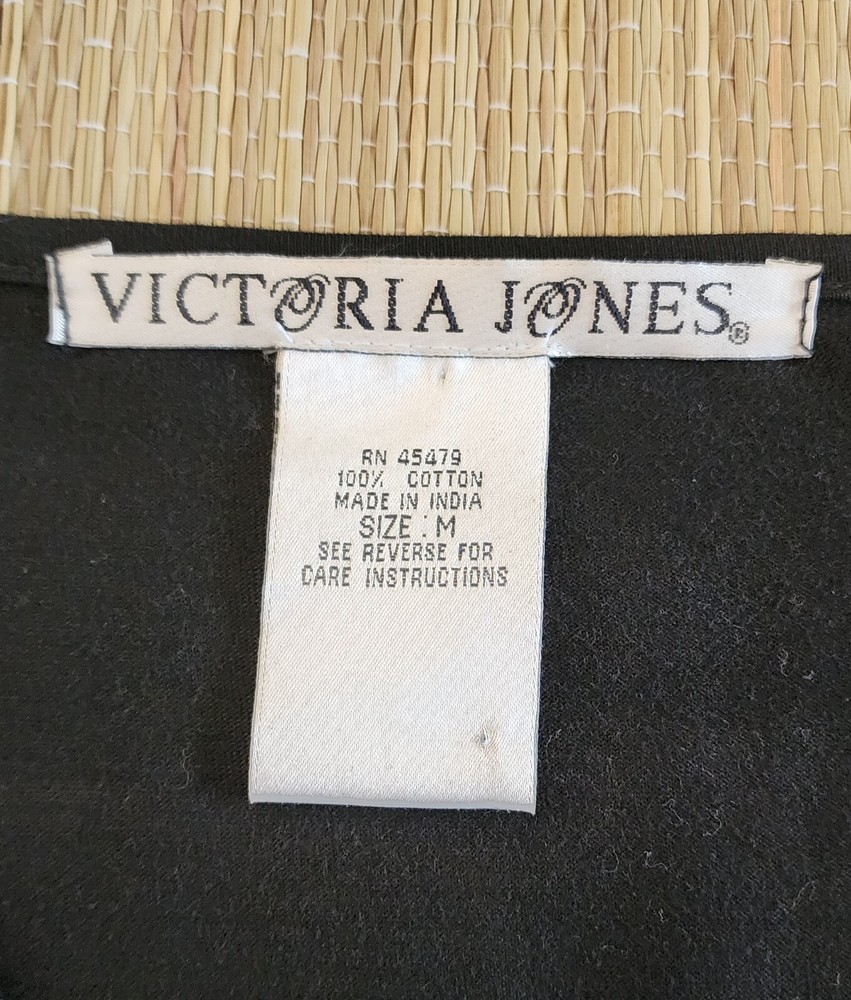 VICTORIA JONES®
RN 45479
100% COTTON
MADE IN INDIA
SIZE : M
SEE REVERSE FOR
CARE INSTRUCTIONS